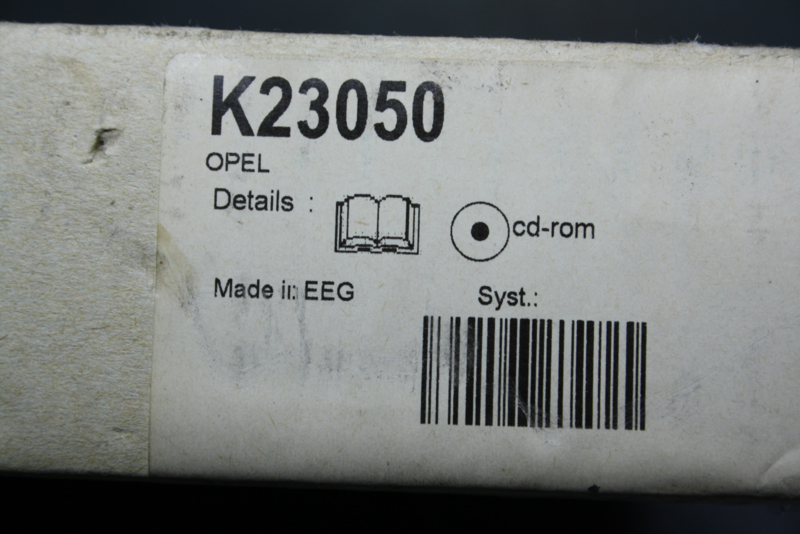 K23050
OPEL
Details :
cd-rom
Made in: EEG
Syst.: